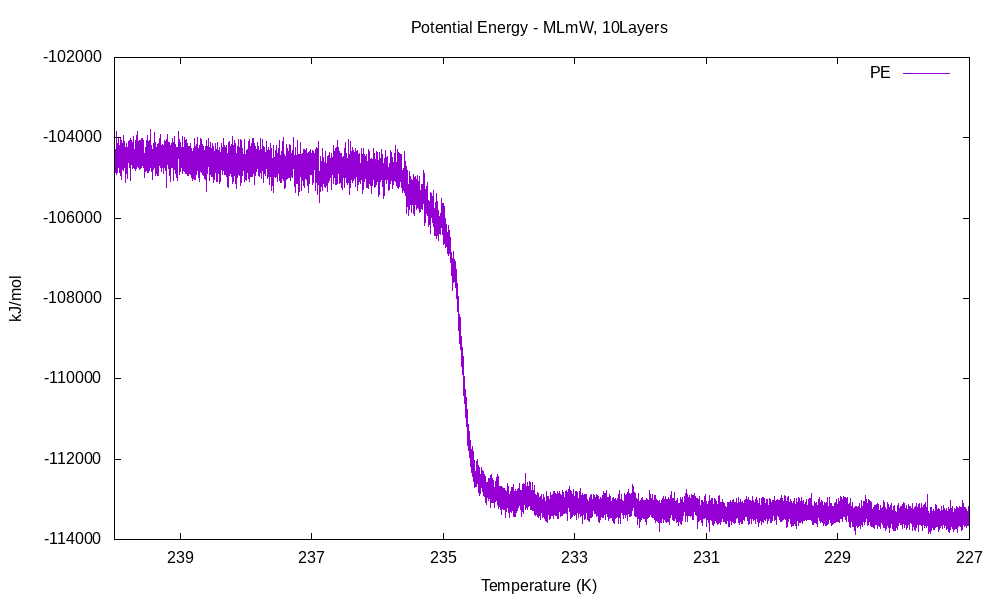 Potential Energy - MLmW, 10Layers
PE
-102000
-104000
-106000
-108000
-110000
-112000
-114000
kJ/mol
239 237 235 233 231 229 227
Temperature (K)